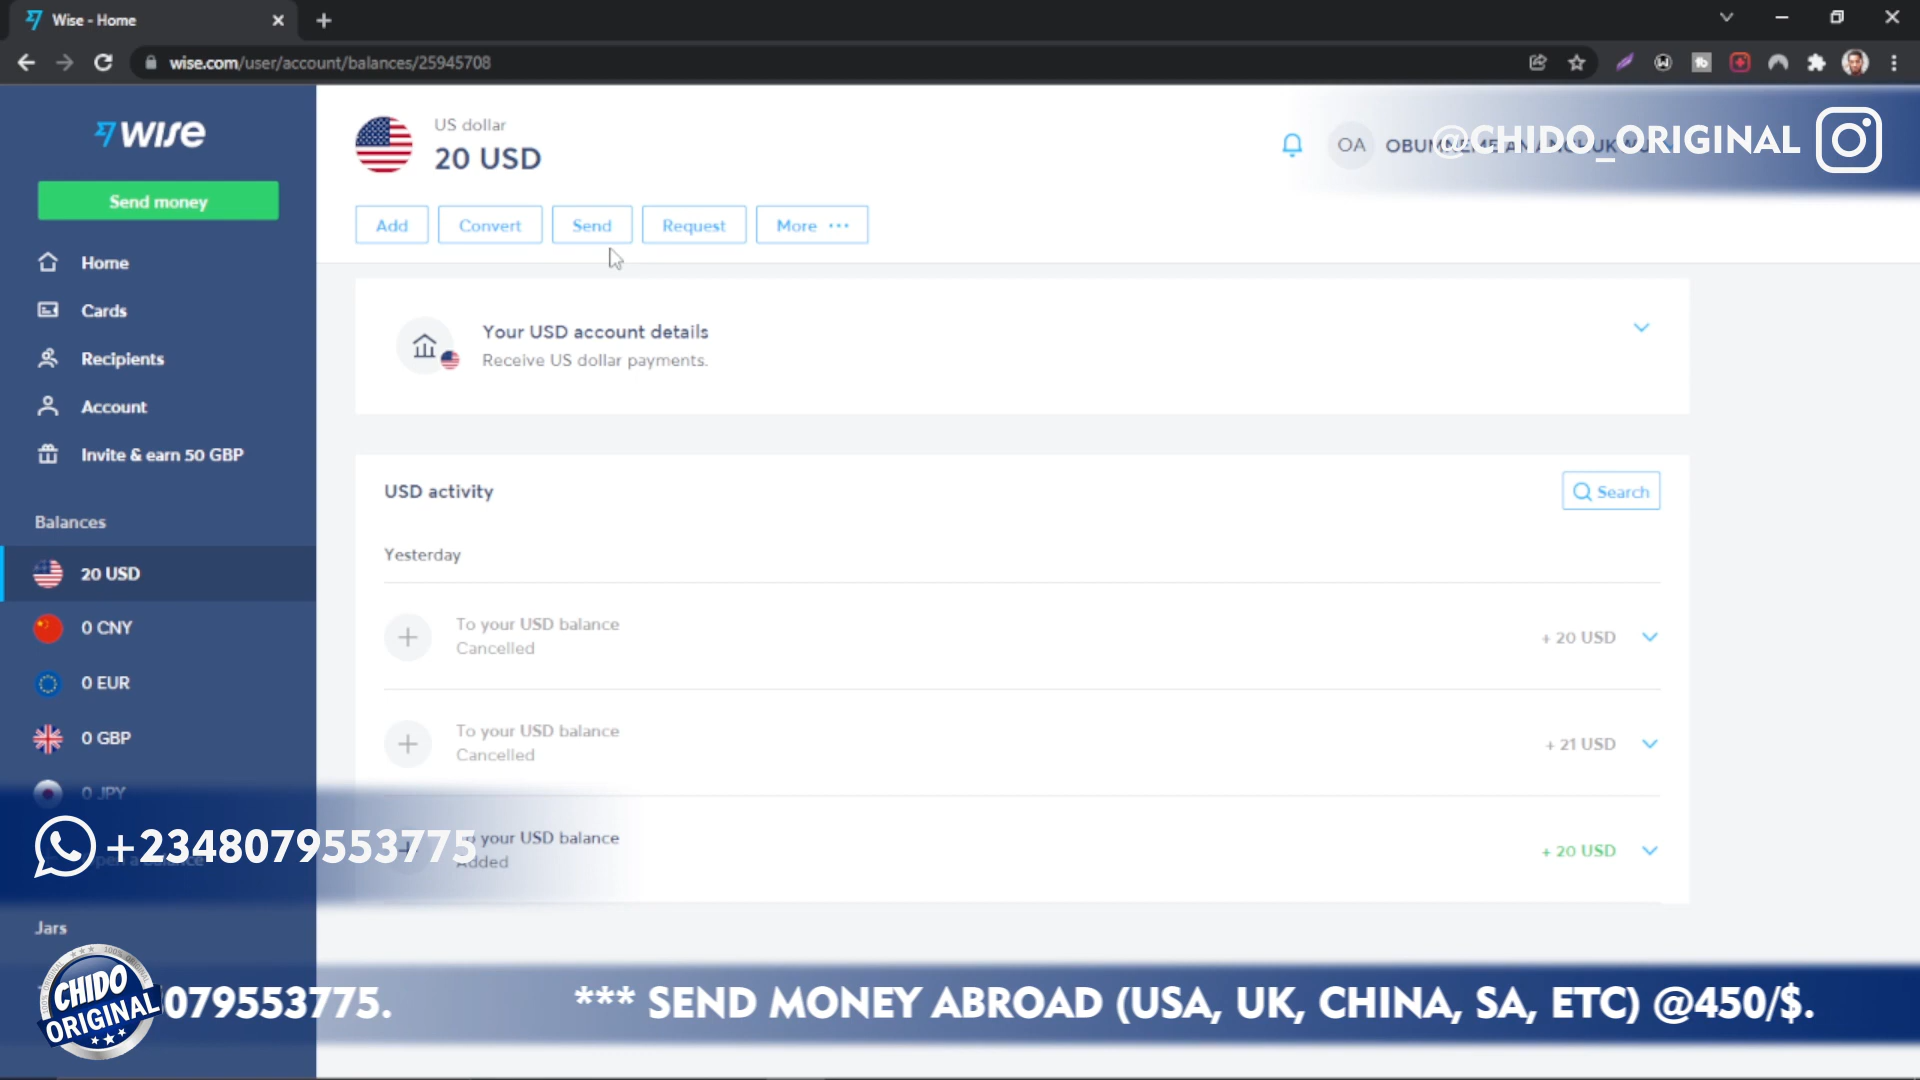 Wise - Home
wise.com/user/account/balances/25945708
WISE
Send money
Home
Cards
Recipients
Account
Invite & earn 50 GBP
Balances
20 USD
0 CNY
0 EUR
0 GBP
0 JPY
Jars
US dollar
20 USD
OA
@CHIDO_ORIGINAL
Add
Convert
Send
Request
More
Your USD account details
Receive US dollar payments.
USD activity
Search
Yesterday
To your USD balance
Cancelled
+ 20 USD
To your USD balance
Cancelled
+ 21 USD
your USD balance
Added
+ 20 USD
+2348079553775
CHIDO
ORIGINAL
079553775.
*** SEND MONEY ABROAD (USA, UK, CHINA, SA, ETC) @450/$.